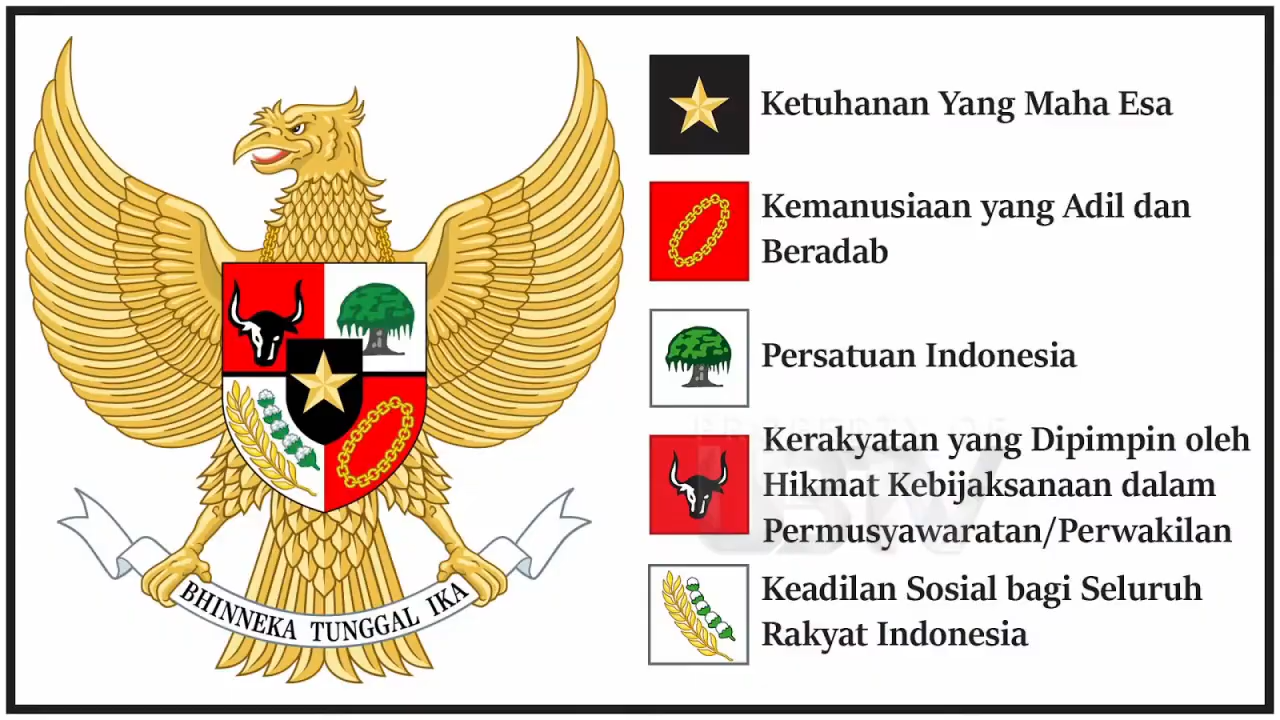 Ketuhanan Yang Maha Esa
Kemanusiaan yang Adil dan
Beradab
Persatuan Indonesia
Kerakyatan yang Dipimpin oleh
Hikmat Kebijaksanaan dalam
Permusyawaratan/Perwakilan
Keadilan Sosial bagi Seluruh
Rakyat Indonesia
BHINNEKA TUNGGAL IKA